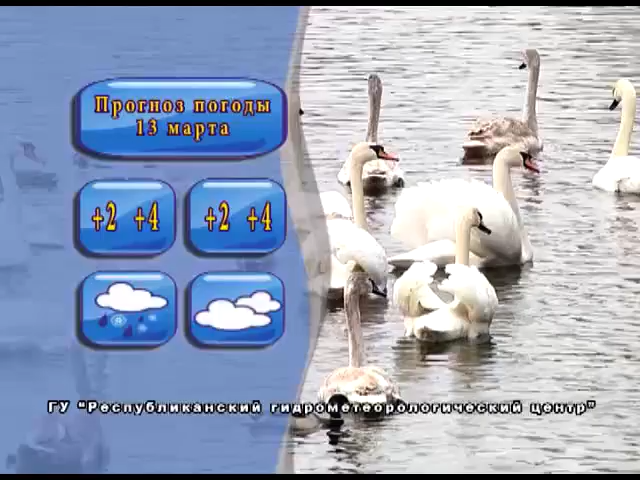 Прогноз погоды
13 марта
+2 +4 +2 +4
ГУ "Республиканский гидрометеорологический центр"